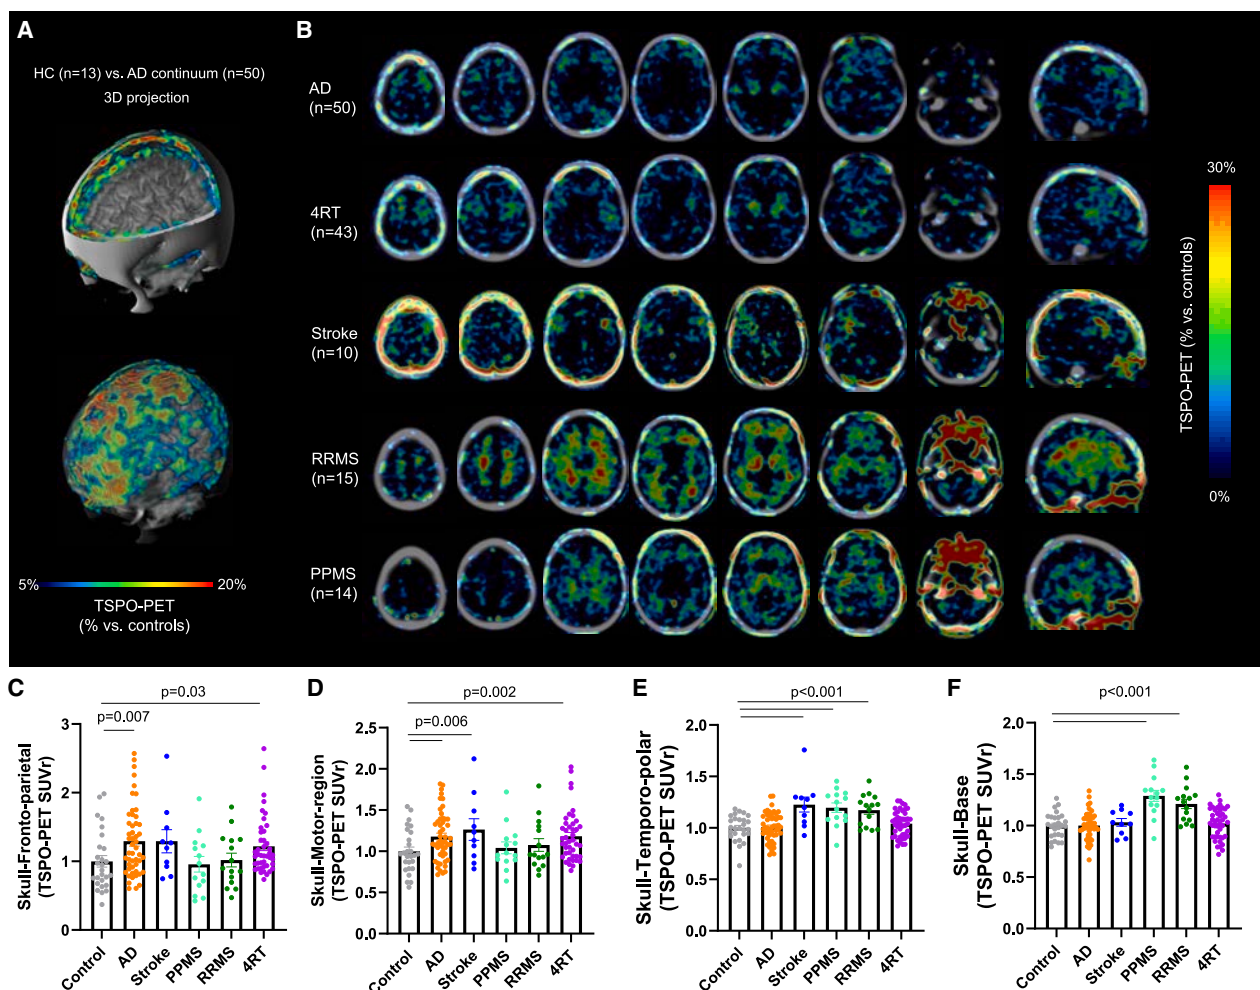 A
HC (n=13) vs. AD continuum (n=50)
3D projection
5%
20%
TSPO-PET
(% vs. controls)
B
AD
(n=50)
4RT
(n=43)
Stroke
(n=10)
RRMS
(n=15)
PPMS
(n=14)
30%
TSPO-PET (% vs. controls)
0%
C
p=0.03
p=0.007
Skull-Fronto-parietal
(TSPO-PET SUVr)
3
2
1
0
Control
AD
Stroke
PPMS
RRMS
4RT
D
p=0.002
p=0.006
Skull-Motor-region
(TSPO-PET SUVr)
2.5
2.0
1.5
1.0
0.5
0.0
Control
AD
Stroke
PPMS
RRMS
4RT
E
p<0.001
Skull-Temporo-polar
(TSPO-PET SUVr)
2.0
1.5
1.0
0.5
0.0
Control
AD
Stroke
PPMS
RRMS
4RT
F
p<0.001
Skull-Base
(TSPO-PET SUVr)
2.0
1.5
1.0
0.5
0.0
Control
AD
Stroke
PPMS
RRMS
4RT